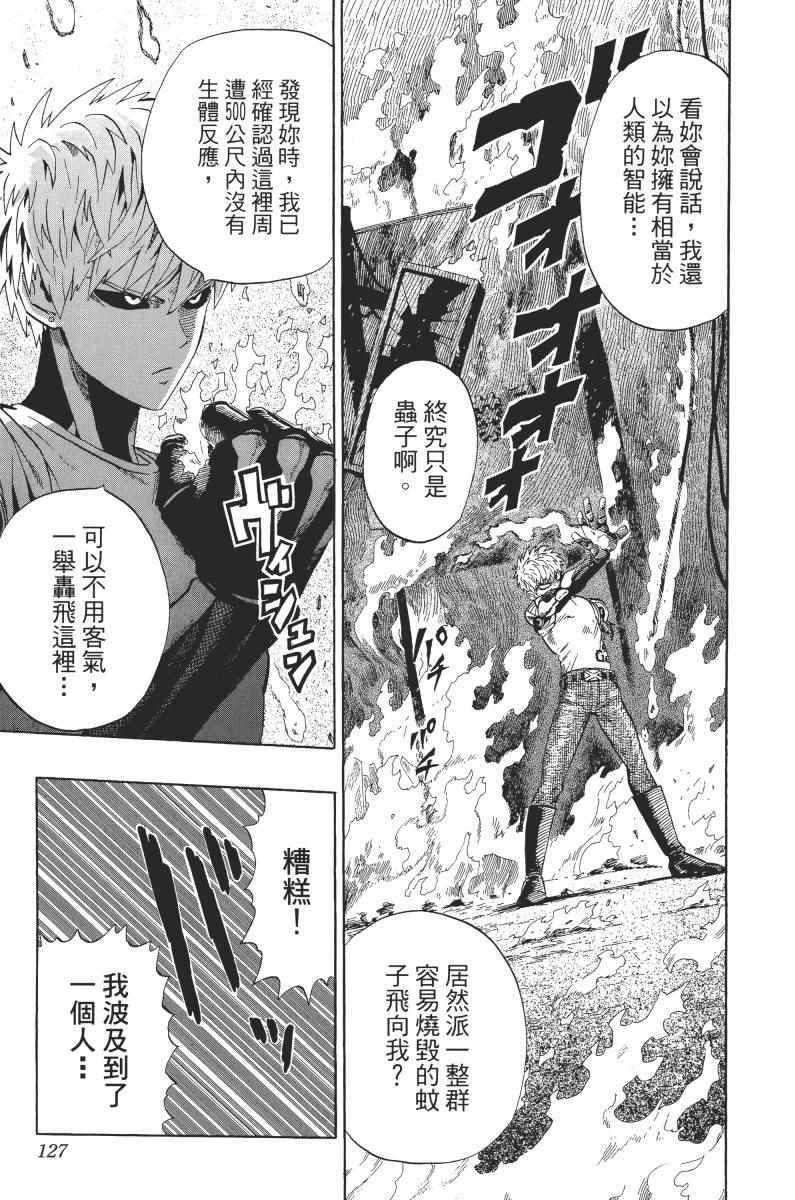 看妳會說話，我還
以為妳擁有相當於
人類的智能…
ゴオオオオオ
終究只是
蟲子啊。
パチ
パチ
居然派一整群
容易燒毀的蚊
子飛向我？
發現妳時，我已
經確認過這裡周
遭500公尺內沒有
生體反應，
ヴィシュン
可以不用客氣，
一舉轟飛這裡…
糟糕！
我波及到了
一個人…
127